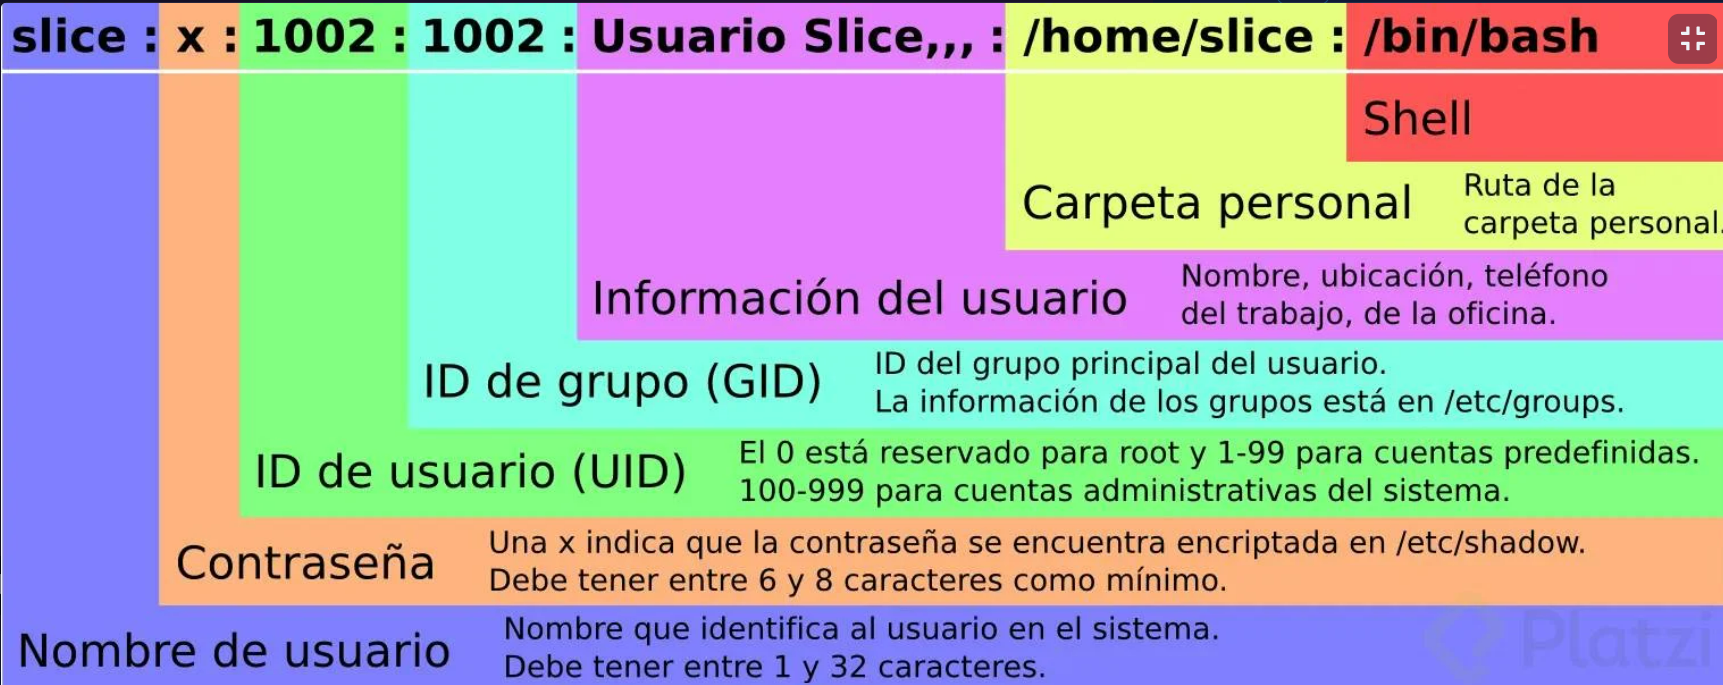 slice : x : 1002 : 1002 : Usuario Slice,,, : /home/slice : /bin/bash
Shell
Carpeta personal
Ruta de la
carpeta personal.
Información del usuario
Nombre, ubicación, teléfono
del trabajo, de la oficina.
ID de grupo (GID)
ID del grupo principal del usuario.
La información de los grupos está en /etc/groups.
ID de usuario (UID)
El 0 está reservado para root y 1-99 para cuentas predefinidas.
100-999 para cuentas administrativas del sistema.
Contraseña
Una x indica que la contraseña se encuentra encriptada en /etc/shadow.
Debe tener entre 6 y 8 caracteres como mínimo.
Nombre de usuario
Nombre que identifica al usuario en el sistema.
Debe tener entre 1 y 32 caracteres.
Platzi